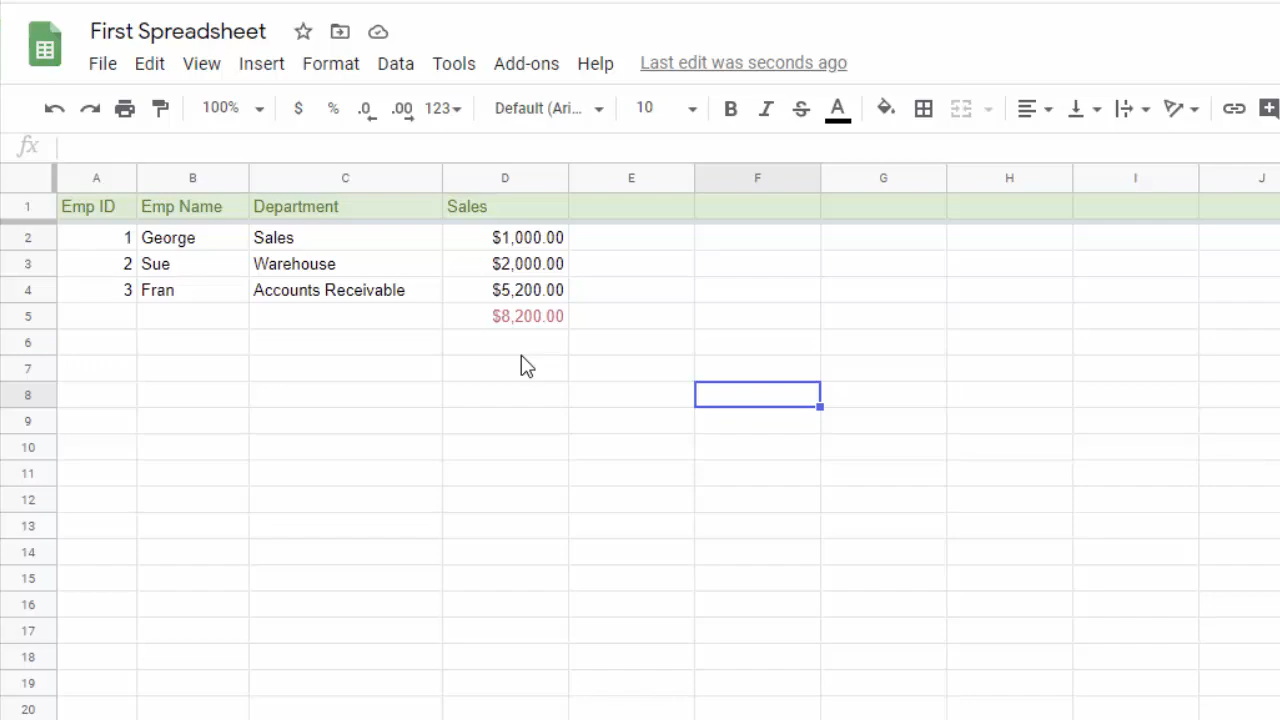 First Spreadsheet
File Edit View Insert Format Data Tools Add-ons Help Last edit was seconds ago
100% $ % .0 .00 123 Default (Ari... 10 B I S A
fx
A B C D E F G H I J
1 Emp ID Emp Name Department Sales
2 1 George Sales $1,000.00
3 2 Sue Warehouse $2,000.00
4 3 Fran Accounts Receivable $5,200.00
5 $8,200.00
6
7
8
9
10
11
12
13
14
15
16
17
18
19
20